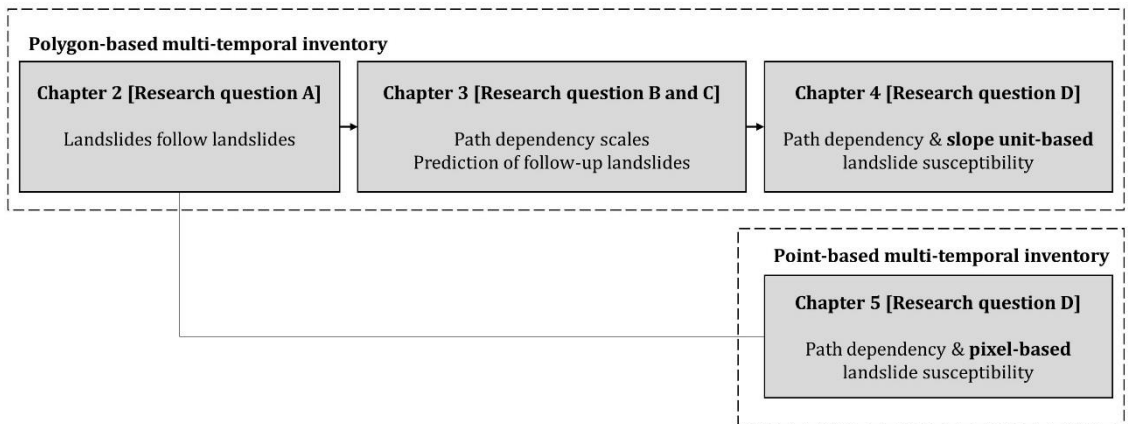 Polygon-based multi-temporal inventory
Chapter 2 [Research question A]
Landslides follow landslides
Chapter 3 [Research question B and C]
Path dependency scales
Prediction of follow-up landslides
Chapter 4 [Research question D]
Path dependency & slope unit-based
landslide susceptibility
Point-based multi-temporal inventory
Chapter 5 [Research question D]
Path dependency & pixel-based
landslide susceptibility